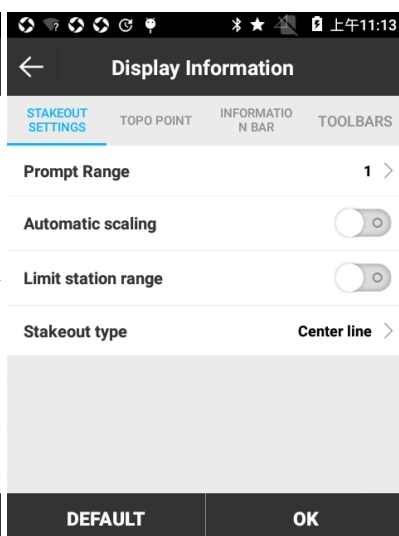 上午11:13
Display Information
STAKEOUT
SETTINGS
TOPO POINT
INFORMATIO
N BAR
TOOLBARS
Prompt Range
1
Automatic scaling
Limit station range
Stakeout type
Center line
DEFAULT
OK